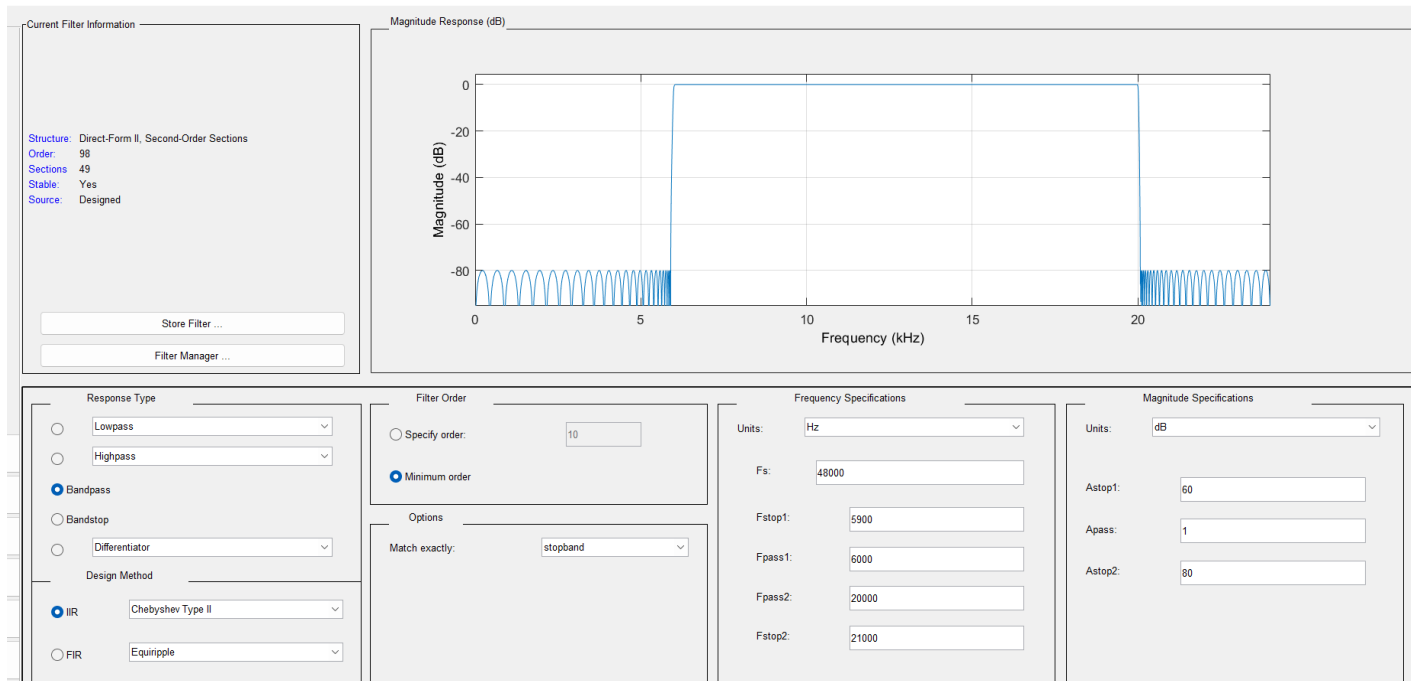 Current Filter Information
Structure: Direct-Form II, Second-Order Sections
Order: 98
Sections 49
Stable: Yes
Source: Designed
Store Filter ...
Filter Manager ...
Magnitude Response (dB)
Magnitude (dB)
0
-20
-40
-60
-80
0 5 10 15 20
Frequency (kHz)
Response Type
Lowpass
Highpass
Bandpass
Bandstop
Differentiator
Design Method
IIR Chebyshev Type II
FIR Equiripple
Filter Order
Specify order: 10
Minimum order
Options
Match exactly: stopband
Frequency Specifications
Units: Hz
Fs: 48000
Fstop1: 5900
Fpass1: 6000
Fpass2: 20000
Fstop2: 21000
Magnitude Specifications
Units: dB
Astop1: 60
Apass: 1
Astop2: 80